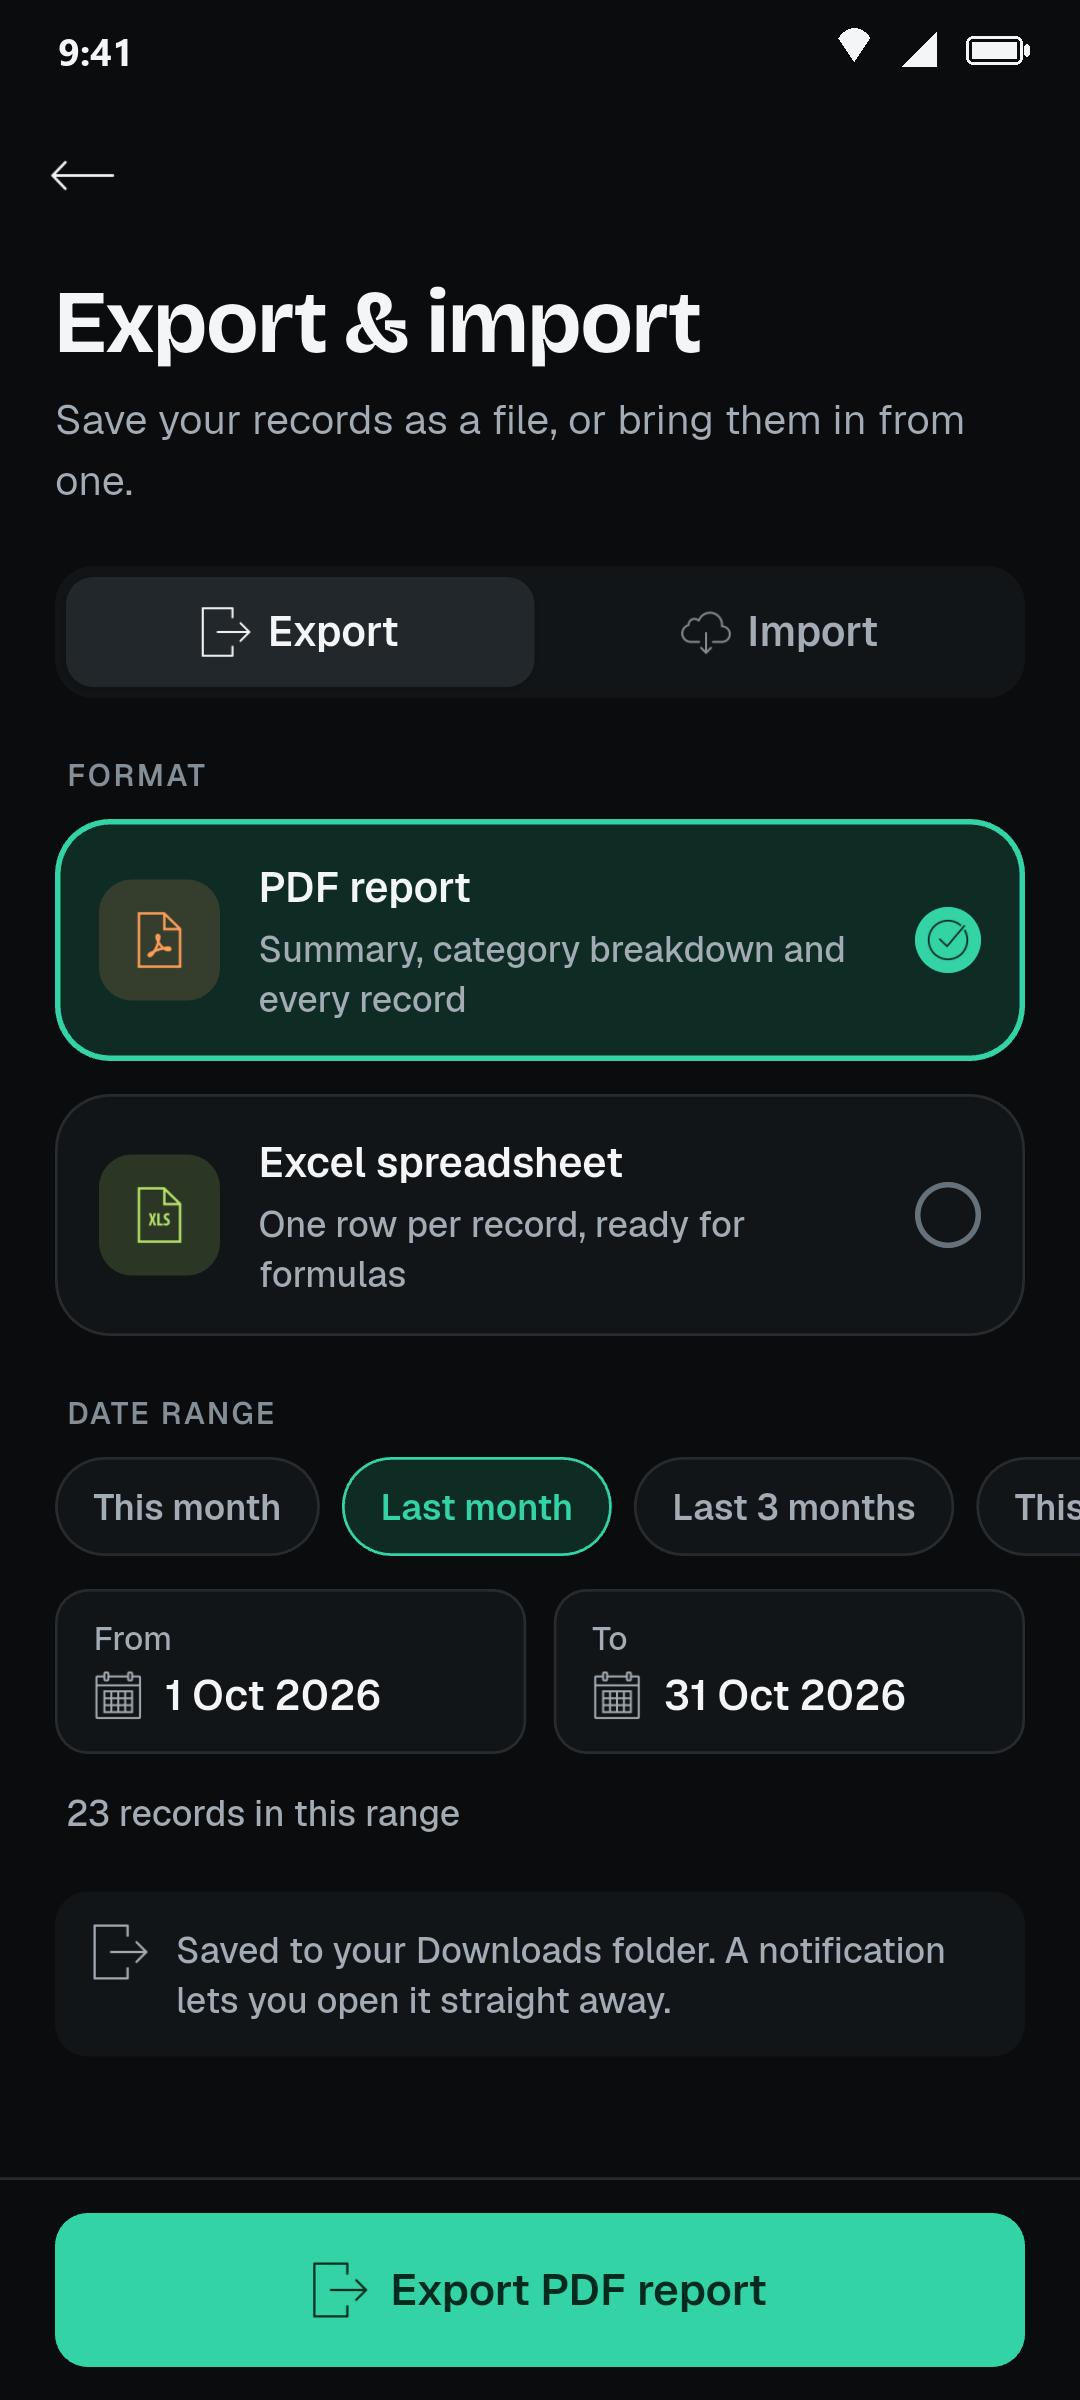 9:41
Export & import
Save your records as a file, or bring them in from
one.
Export
Import
FORMAT
PDF report
Summary, category breakdown and
every record
XLS
Excel spreadsheet
One row per record, ready for
formulas
DATE RANGE
This month
Last month
Last 3 months
This
From
1 Oct 2026
To
31 Oct 2026
23 records in this range
Saved to your Downloads folder. A notification
lets you open it straight away.
Export PDF report